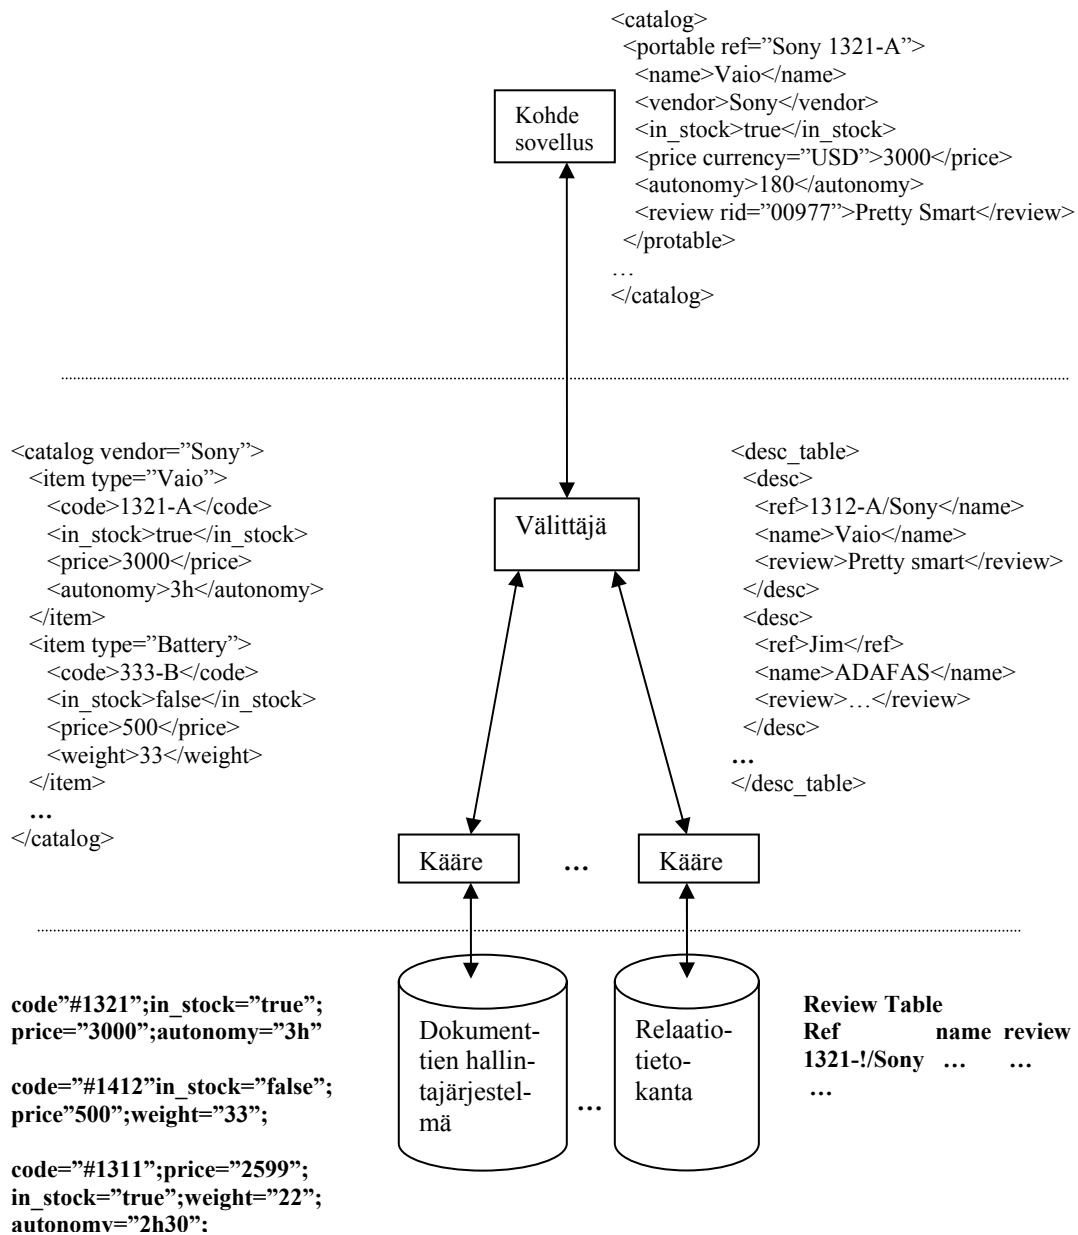 <catalog>
<portable ref=”Sony 1321-A”>
<name>Vaio</name>
<vendor>Sony</vendor>
<in_stock>true</in_stock>
<price currency=”USD”>3000</price>
<autonomy>180</autonomy>
<review rid=”00977”>Pretty Smart</review>
</protable>
…
</catalog>
Kohde
sovellus
<catalog vendor=”Sony”>
<item type=”Vaio”>
<code>1321-A</code>
<in_stock>true</in_stock>
<price>3000</price>
<autonomy>3h</autonomy>
</item>
<item type=”Battery”>
<code>333-B</code>
<in_stock>false</in_stock>
<price>500</price>
<weight>33</weight>
</item>
…
</catalog>
Välittäjä
<desc_table>
<desc>
<ref>1312-A/Sony</name>
<name>Vaio</name>
<review>Pretty smart</review>
</desc>
<desc>
<ref>Jim</ref>
<name>ADAFAS</name>
<review>…</review>
</desc>
…
</desc_table>
Kääre
…
Kääre
code”#1321”;in_stock=”true”;
price=”3000”;autonomy=”3h”
code=”#1412”in_stock=”false”;
price”500”;weight=”33”;
code=”#1311”;price=”2599”;
in_stock=”true”;weight=”22”;
autonomy=”2h30”;
Dokument-
tien hallin-
tajärjestel-
mä
…
Relaatio-
tieto-
kanta
Review Table
Ref name review
1321-!/Sony … …
…